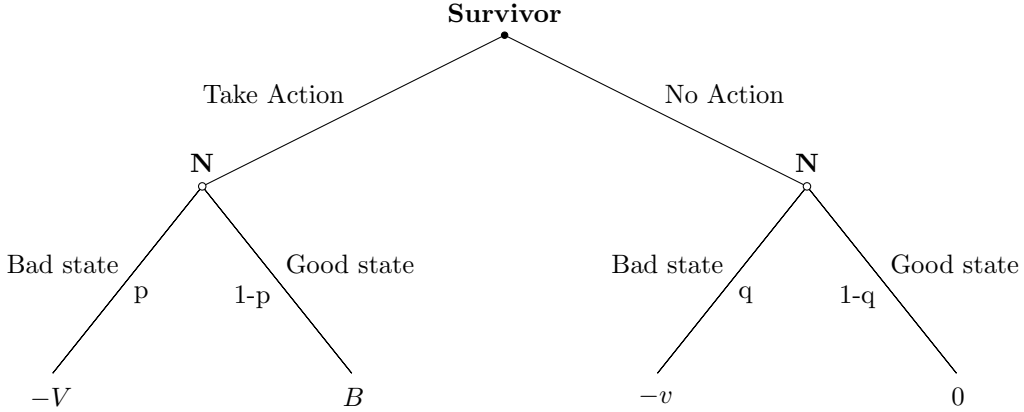 Survivor
Take Action
No Action
N
N
Bad state
Good state
Bad state
Good state
p
1-p
q
1-q
−V
B
−v
0